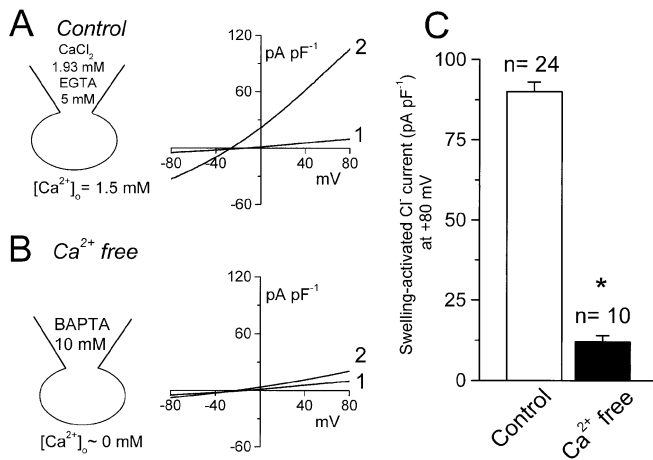 A
Control
CaCl2
1.93 mM
EGTA
5 mM
[Ca2+]o = 1.5 mM
120
pA pF-1
60
-60
-80
-40
40
80
mV
2
1
B
Ca2+ free
BAPTA
10 mM
[Ca2+]o ~ 0 mM
120
pA pF-1
60
-60
-80
-40
40
80
mV
2
1
C
Swelling-activated Cl- current (pA pF-1)
at +80 mV
100
75
50
25
0
n= 24
*
n= 10
Control
Ca2+ free